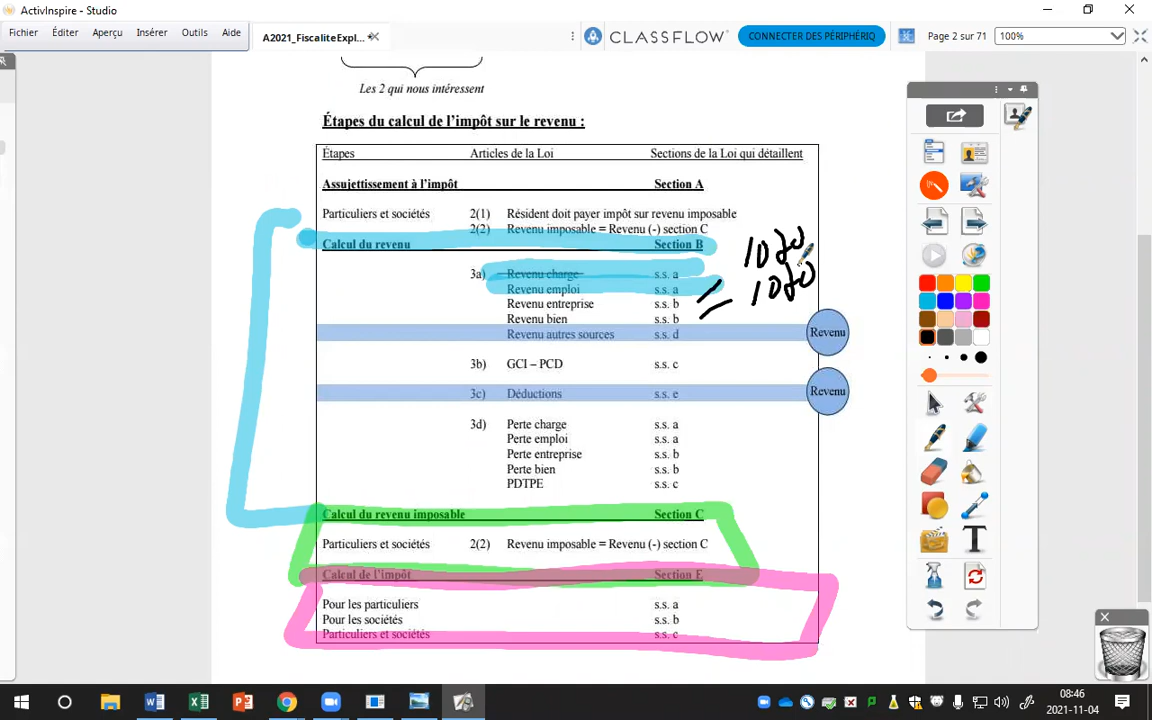 ActivInspire - Studio
Fichier Éditer Aperçu Insérer Outils Aide A2021_FiscaliteExpl... CLASSFLOW CONNECTER DES PÉRIPHÉRIQ Page 2 sur 71 100%
Les 2 qui nous intéressent
Étapes du calcul de l'impôt sur le revenu :
Étapes Articles de la Loi Sections de la Loi qui détaillent
Assujettissement à l'impôt Section A
Particuliers et sociétés 2(1) Résident doit payer impôt sur revenu imposable
2(2) Revenu imposable = Revenu (-) section C
Calcul du revenu Section B
3a) Revenu charge s.s. a
Revenu emploi s.s. a
Revenu entreprise s.s. b
Revenu bien s.s. b
Revenu autres sources s.s. d Revenu
3b) GCI – PCD s.s. c
3c) Déductions s.s. e Revenu
3d) Perte charge s.s. a
Perte emploi s.s. a
Perte entreprise s.s. b
Perte bien s.s. b
PDTPE s.s. c
Calcul du revenu imposable Section C
Particuliers et sociétés 2(2) Revenu imposable = Revenu (-) section C
Calcul de l'impôt Section E
Pour les particuliers s.s. a
Pour les sociétés s.s. b
Particuliers et sociétés s.s. c
08:46
2021-11-04